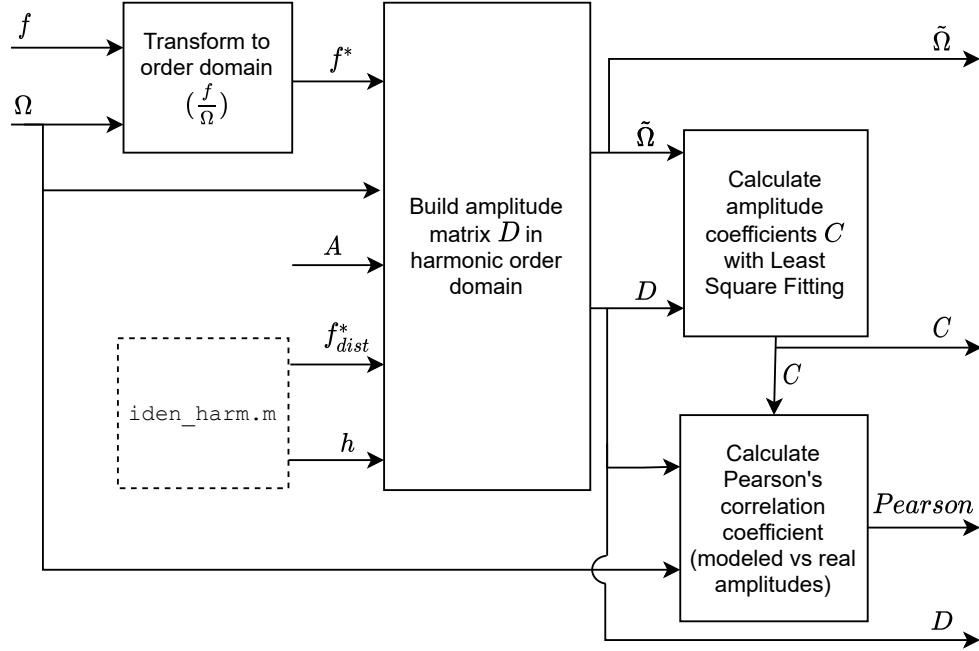 f
Ω
Transform to
order domain
(f/Ω)
f*
Build amplitude
matrix D in
harmonic order
domain
A
f*dist
h
iden_harm.m
Ω̃
Ω̃
D
Calculate
amplitude
coefficients C
with Least
Square Fitting
C
C
Calculate
Pearson's
correlation
coefficient
(modeled vs real
amplitudes)
Pearson
D